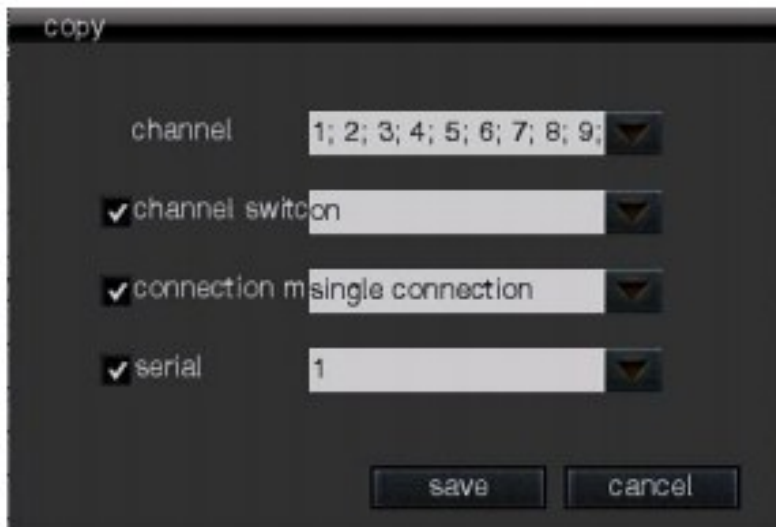 copy
channel 1; 2; 3; 4; 5; 6; 7; 8; 9;
channel switc on
connection m single connection
serial 1
save cancel